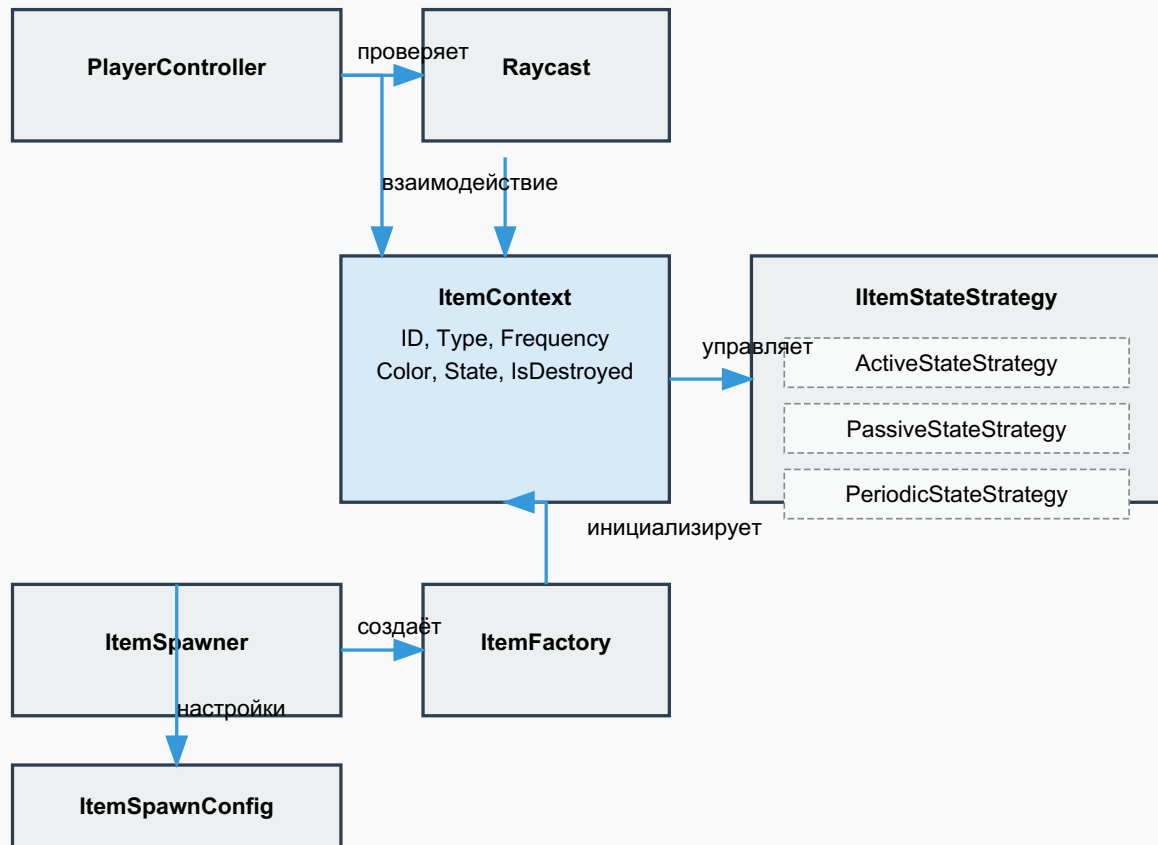 PlayerController
проверяет
Raycast
взаимодействие
ItemContext
ID, Type, Frequency
Color, State, IsDestroyed
управляет
IItemStateStrategy
ActiveStateStrategy
PassiveStateStrategy
PeriodicStateStrategy
инициализирует
ItemSpawner
создаёт
ItemFactory
настройки
ItemSpawnConfig